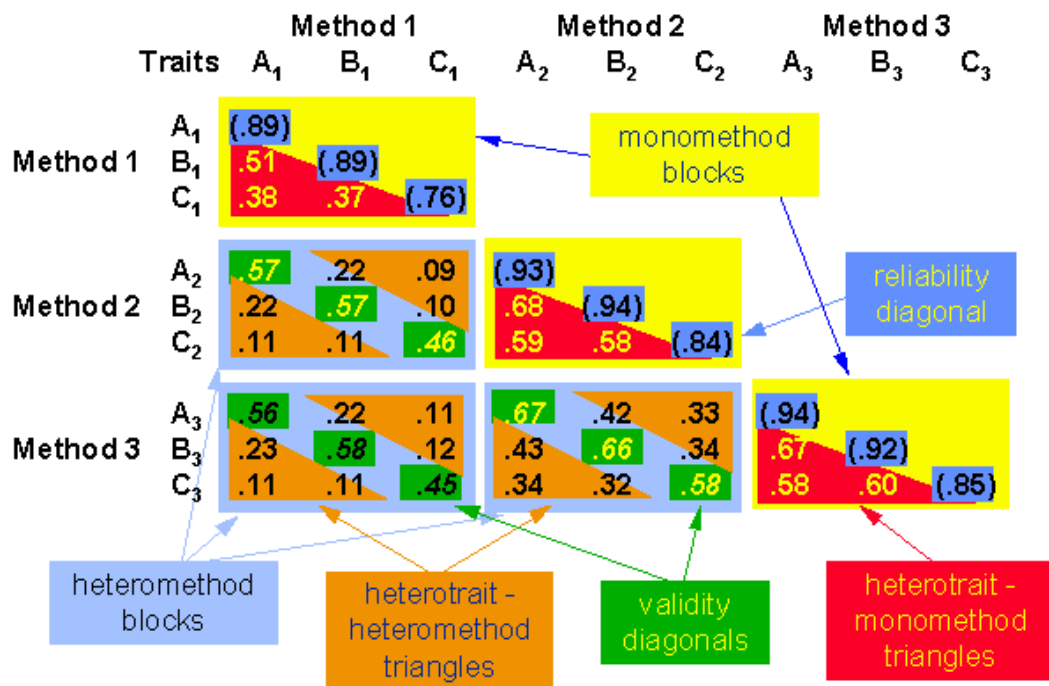 Method 1 Method 2 Method 3
Traits A₁ B₁ C₁ A₂ B₂ C₂ A₃ B₃ C₃
A₁ (.89)
Method 1 B₁ .51 (.89)
C₁ .38 .37 (.76)
monomethod
blocks
A₂ .57 .22 .09 (.93)
Method 2 B₂ .22 .57 .10 .68 (.94)
C₂ .11 .11 .46 .59 .58 (.84)
reliability
diagonal
A₃ .56 .22 .11 .67 .42 .33 (.94)
Method 3 B₃ .23 .58 .12 .43 .66 .34 .67 (.92)
C₃ .11 .11 .45 .34 .32 .58 .58 .60 (.85)
heteromethod
blocks
heterotrait -
heteromethod
triangles
validity
diagonals
heterotrait -
monomethod
triangles